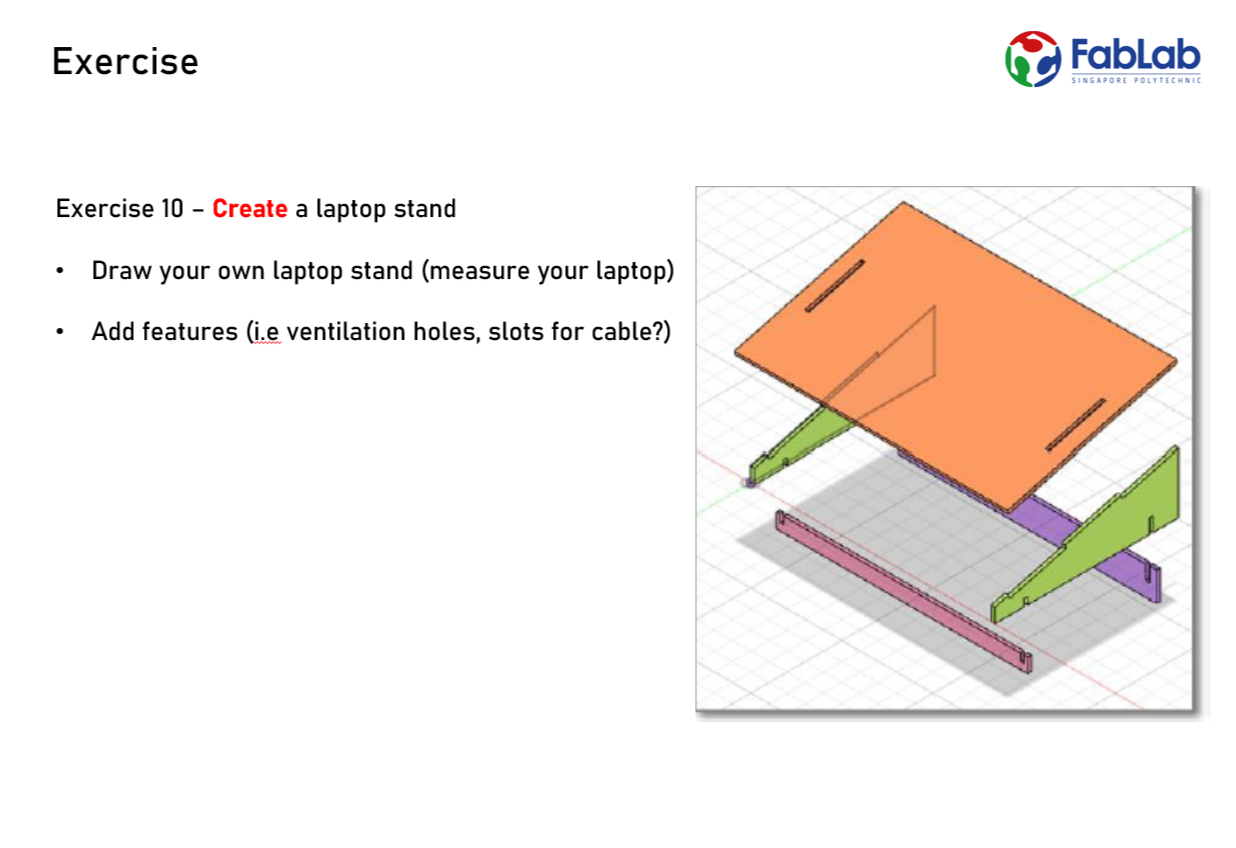 Exercise
FabLab
SINGAPORE POLYTECHNIC
Exercise 10 – Create a laptop stand
• Draw your own laptop stand (measure your laptop)
• Add features (i.e ventilation holes, slots for cable?)